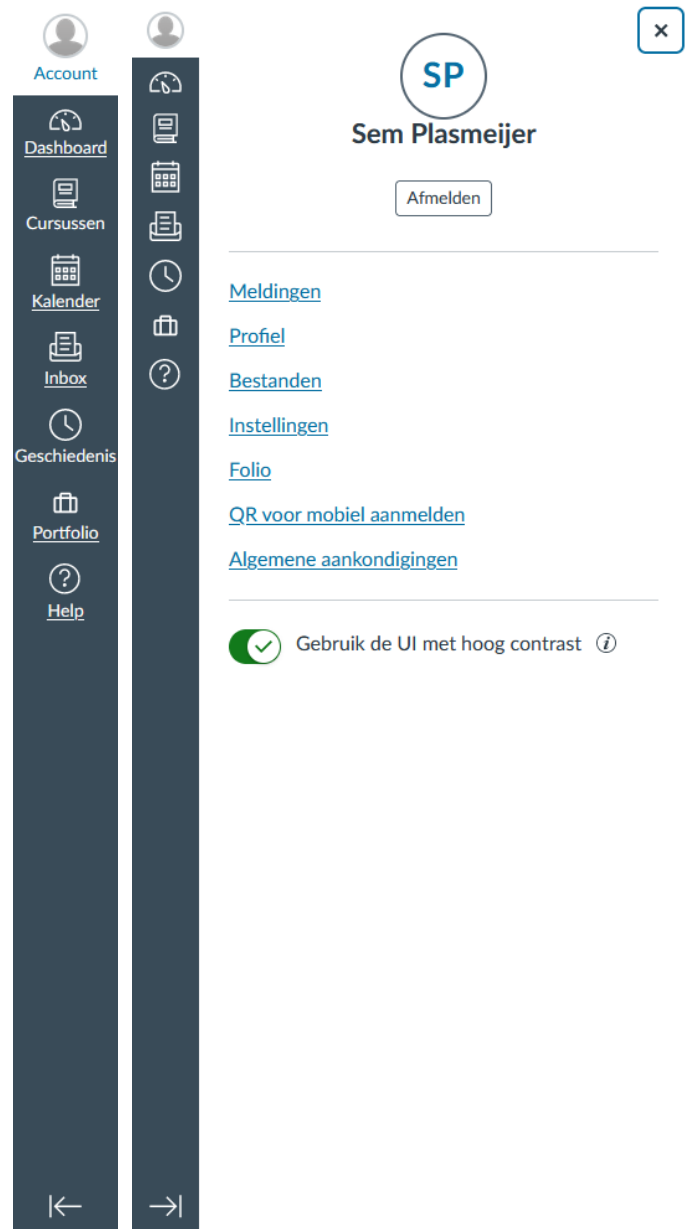 Account
Dashboard
Cursussen
Kalender
Inbox
Geschiedenis
Portfolio
Help
SP
Sem Plasmeijer
Afmelden
Meldingen
Profiel
Bestanden
Instellingen
Folio
QR voor mobiel aanmelden
Algemene aankondigingen
Gebruik de UI met hoog contrast